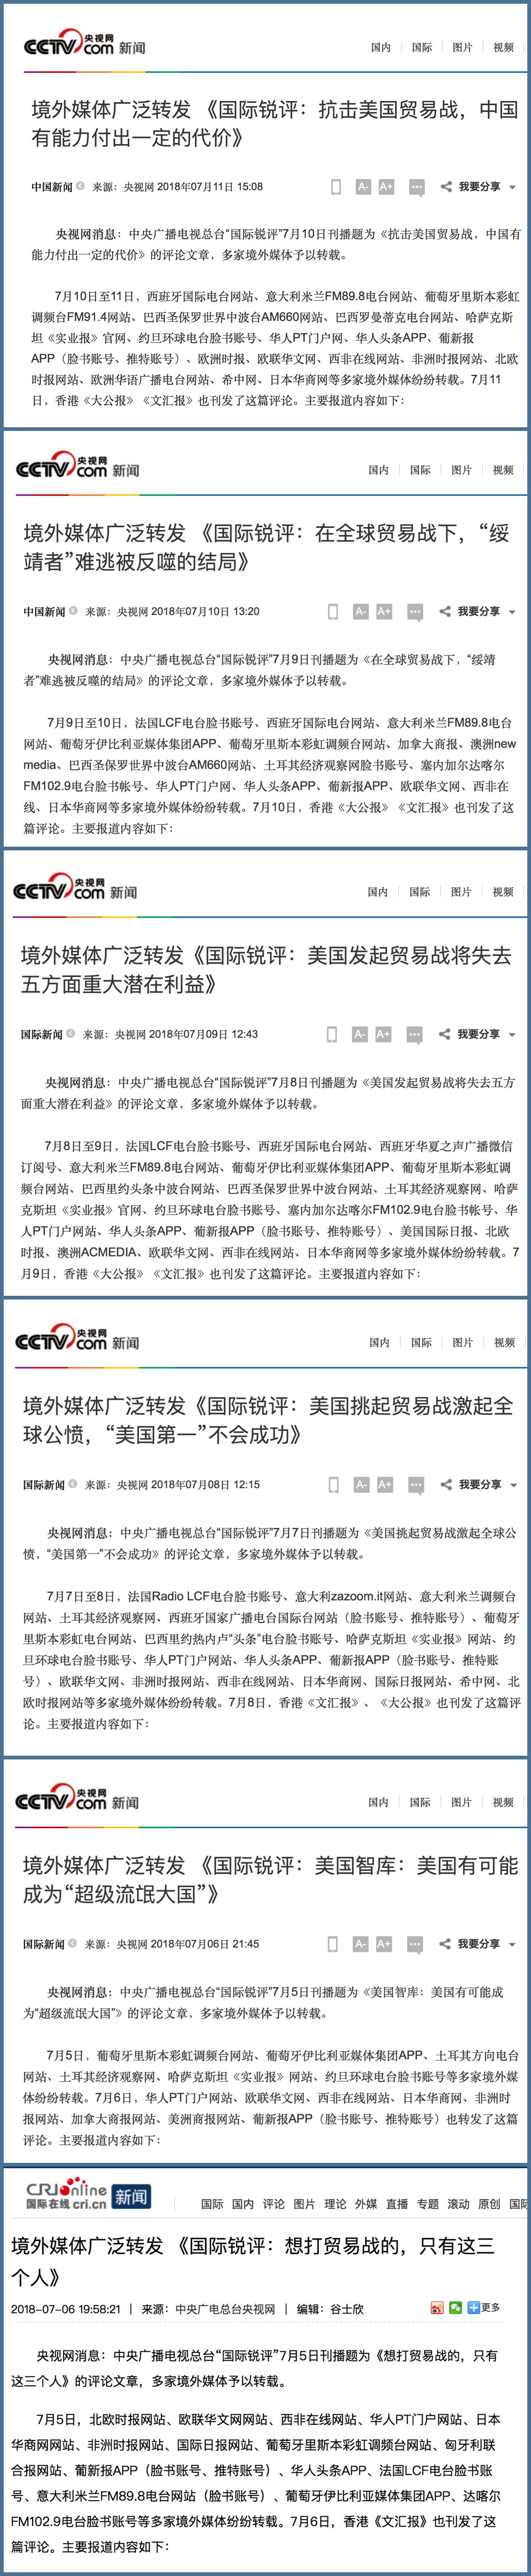 CCTV.com 央视网 新闻
国内 国际 图片 视频
境外媒体广泛转发 《国际锐评：抗击美国贸易战，中国
有能力付出一定的代价》
中国新闻 来源：央视网 2018年07月11日 15:08 A- A+ 我要分享
央视网消息：中央广播电视总台“国际锐评”7月10日刊播题为《抗击美国贸易战，中国有
能力付出一定的代价》的评论文章，多家境外媒体予以转载。
7月10日至11日，西班牙国际电台网站、意大利米兰FM89.8电台网站、葡萄牙里斯本彩虹
调频台FM91.4网站、巴西圣保罗世界中波台AM660网站、巴西罗曼蒂克电台网站、哈萨克斯
坦《实业报》官网、约旦环球电台脸书账号、华人PT门户网、华人头条APP、葡新报
APP（脸书账号、推特账号）、欧洲时报、欧联华文网、西非在线网站、非洲时报网站、北欧
时报网站、欧洲华语广播电台网站、希中网、日本华商网等多家境外媒体纷纷转载。7月11
日，香港《大公报》《文汇报》也刊发了这篇评论。主要报道内容如下：
CCTV.com 央视网 新闻
国内 国际 图片 视频
境外媒体广泛转发 《国际锐评：在全球贸易战下，“绥
靖者”难逃被反噬的结局》
中国新闻 来源：央视网 2018年07月10日 13:20 A- A+ 我要分享
央视网消息：中央广播电视总台“国际锐评”7月9日刊播题为《在全球贸易战下，“绥靖
者”难逃被反噬的结局》的评论文章，多家境外媒体予以转载。
7月9日至10日，法国LCF电台脸书账号、西班牙国际电台网站、意大利米兰FM89.8电台
网站、葡萄牙伊比利亚媒体集团APP、葡萄牙里斯本彩虹调频台网站、加拿大商报、澳洲new
media、巴西圣保罗世界中波台AM660网站、土耳其经济观察网脸书账号、塞内加尔达喀尔
FM102.9电台脸书帐号、华人PT门户网、华人头条APP、葡新报APP、欧联华文网、西非在
线、日本华商网等多家境外媒体纷纷转载。7月10日，香港《大公报》《文汇报》也刊发了这
篇评论。主要报道内容如下：
CCTV.com 央视网 新闻
国内 国际 图片 视频
境外媒体广泛转发《国际锐评：美国发起贸易战将失去
五方面重大潜在利益》
国际新闻 来源：央视网 2018年07月09日 12:43 A- A+ 我要分享
央视网消息：中央广播电视总台“国际锐评”7月8日刊播题为《美国发起贸易战将失去五方
面重大潜在利益》的评论文章，多家境外媒体予以转载。
7月8日至9日，法国LCF电台脸书账号、西班牙国际电台网站、西班牙华夏之声广播微信
订阅号、意大利米兰FM89.8电台网站、葡萄牙伊比利亚媒体集团APP、葡萄牙里斯本彩虹调
频台网站、巴西里约头条中波台网站、巴西圣保罗世界中波台网站、土耳其经济观察网、哈萨
克斯坦《实业报》官网、约旦环球电台脸书账号、塞内加尔达喀尔FM102.9电台脸书帐号、华
人PT门户网站、华人头条APP、葡新报APP（脸书账号、推特账号）、美国国际日报、北欧
时报、澳洲ACMEDIA、欧联华文网、西非在线网站、日本华商网等多家境外媒体纷纷转载。7
月9日，香港《大公报》《文汇报》也刊发了这篇评论。主要报道内容如下：
CCTV.com 央视网 新闻
国内 国际 图片 视频
境外媒体广泛转发《国际锐评：美国挑起贸易战激起全
球公愤，“美国第一”不会成功》
国际新闻 来源：央视网 2018年07月08日 12:15 A- A+ 我要分享
央视网消息：中央广播电视总台“国际锐评”7月7日刊播题为《美国挑起贸易战激起全球公
愤，“美国第一”不会成功》的评论文章，多家境外媒体予以转载。
7月7日至8日，法国Radio LCF电台脸书账号、意大利zazoom.it网站、意大利米兰调频台
网站、土耳其经济观察网、西班牙国家广播电台国际台网站（脸书账号、推特账号）、葡萄牙
里斯本彩虹电台网站、巴西里约热内卢“头条”电台脸书账号、哈萨克斯坦《实业报》网站、约
旦环球电台脸书账号、华人PT门户网站、华人头条APP、葡新报APP（脸书账号、推特账
号）、欧联华文网、非洲时报网站、西非在线网站、日本华商网、国际日报网站、希中网、北
欧时报网站等多家境外媒体纷纷转载。7月8日，香港《文汇报》、《大公报》也刊发了这篇评
论。主要报道内容如下：
CCTV.com 央视网 新闻
国内 国际 图片 视频
境外媒体广泛转发 《国际锐评：美国智库：美国有可能
成为“超级流氓大国”》
国际新闻 来源：央视网 2018年07月06日 21:45 A- A+ 我要分享
央视网消息：中央广播电视总台“国际锐评”7月5日刊播题为《美国智库：美国有可能成
为“超级流氓大国”》的评论文章，多家境外媒体予以转载。
7月5日，葡萄牙里斯本彩虹调频台网站、葡萄牙伊比利亚媒体集团APP、土耳其方向电台
网站、土耳其经济观察网站、哈萨克斯坦《实业报》网站、约旦环球电台脸书账号等多家境外媒
体纷纷转载。7月6日，华人PT门户网站、欧联华文网、西非在线网站、日本华商网、非洲时
报网站、加拿大商报网站、美洲商报网站、葡新报APP（脸书账号、推特账号）也转发了这篇
评论。主要报道内容如下：
CRIonline 国际在线 cri.cn 新闻
国际 国内 评论 图片 理论 外媒 直播 专题 滚动 原创 国际
境外媒体广泛转发 《国际锐评：想打贸易战的，只有这三
个人》
2018-07-06 19:58:21 | 来源：中央广电总台央视网 | 编辑：谷士欣 更多
央视网消息：中央广播电视总台“国际锐评”7月5日刊播题为《想打贸易战的，只有
这三个人》的评论文章，多家境外媒体予以转载。
7月5日，北欧时报网站、欧联华文网网站、西非在线网站、华人PT门户网站、日本
华商网网站、非洲时报网站、国际日报网站、葡萄牙里斯本彩虹调频台网站、匈牙利联
合报网站、葡新报APP（脸书账号、推特账号）、华人头条APP、法国LCF电台脸书账
号、意大利米兰FM89.8电台网站（脸书账号）、葡萄牙伊比利亚媒体集团APP、达喀尔
FM102.9电台脸书账号等多家境外媒体纷纷转载。7月6日，香港《文汇报》也刊发了这
篇评论。主要报道内容如下：